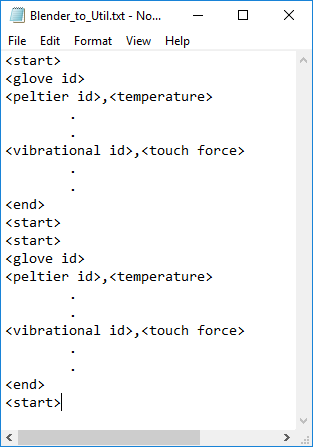 Blender_to_Util.txt - No...
File Edit Format View Help
<start>
<glove id>
<peltier id>,<temperature>
.
.
<vibrational id>,<touch force>
.
.
<end>
<start>
<start>
<glove id>
<peltier id>,<temperature>
.
.
<vibrational id>,<touch force>
.
.
<end>
<start>